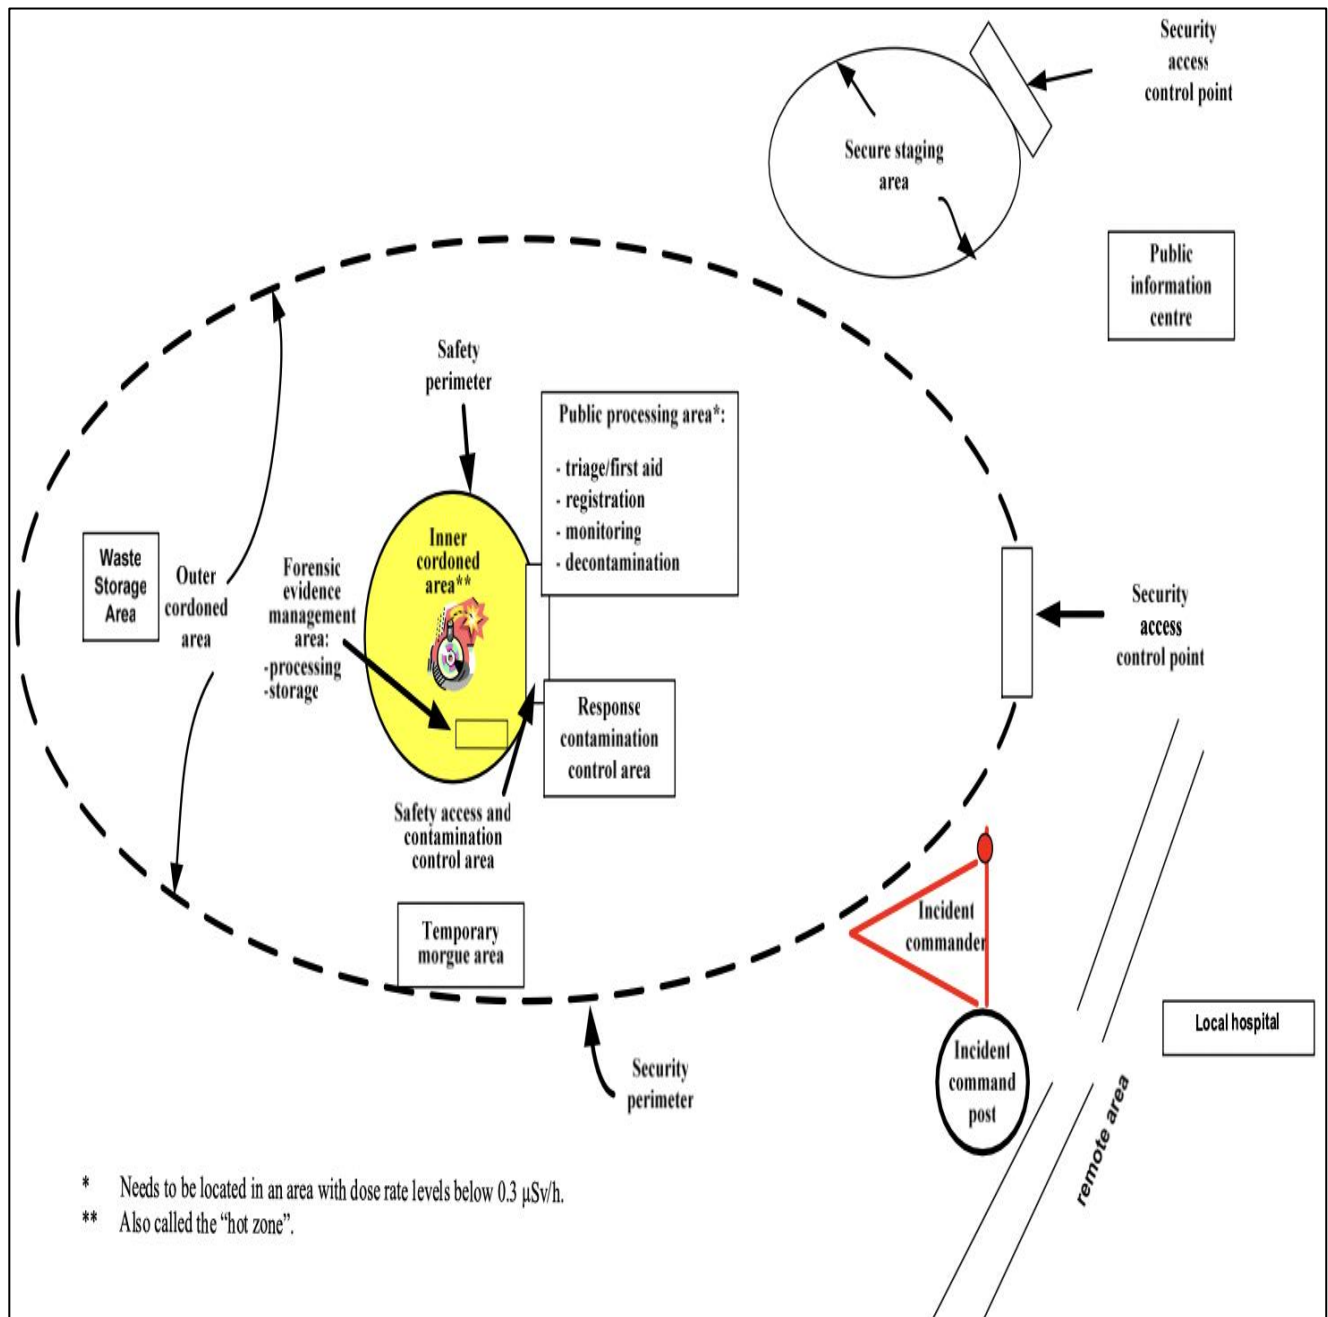 Security
access
control point
Secure staging
area
Public
information
centre
Safety
perimeter
Public processing area*:
- triage/first aid
- registration
- monitoring
- decontamination
Inner
cordoned
area**
Waste
Storage
Area
Outer
cordoned
area
Forensic
evidence
management
area:
-processing
-storage
Security
access
control point
Response
contamination
control area
Safety access and
contamination
control area
Temporary
morgue area
Incident
commander
Local hospital
Incident
command
post
Security
perimeter
remote area
* Needs to be located in an area with dose rate levels below 0.3 µSv/h.
** Also called the “hot zone”.